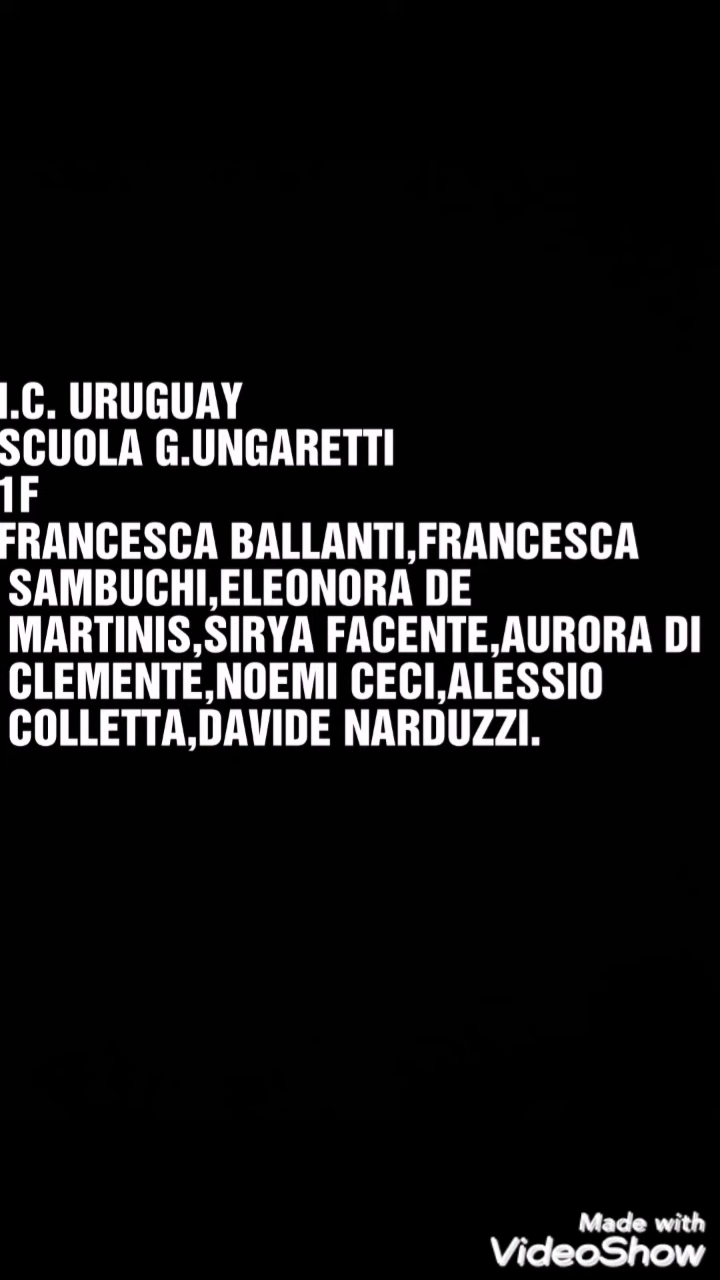 I.C. URUGUAY
SCUOLA G.UNGARETTI
1F
FRANCESCA BALLANTI,FRANCESCA
SAMBUCHI,ELEONORA DE
MARTINIS,SIRYA FACENTE,AURORA DI
CLEMENTE,NOEMI CECI,ALESSIO
COLLETTA,DAVIDE NARDUZZI.
Made with
VideoShow